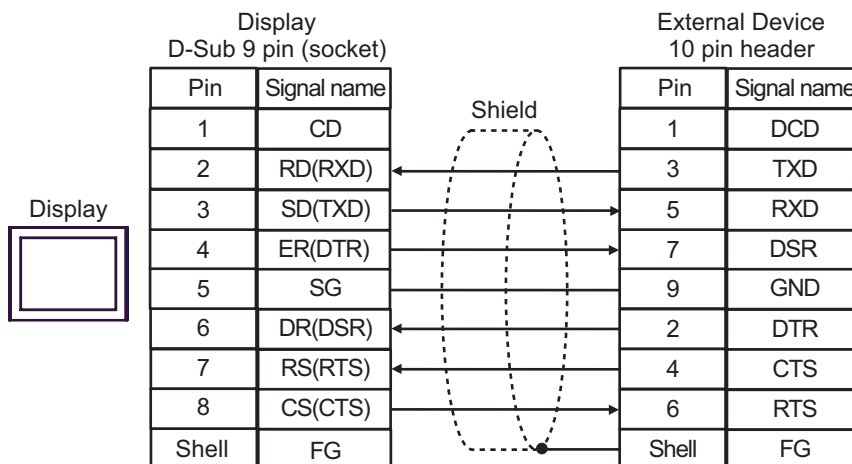 Display
D-Sub 9 pin (socket)
External Device
10 pin header
Pin Signal name
Pin Signal name
Shield
1 CD
1 DCD
2 RD(RXD)
3 TXD
Display
3 SD(TXD)
5 RXD
4 ER(DTR)
7 DSR
5 SG
9 GND
6 DR(DSR)
2 DTR
7 RS(RTS)
4 CTS
8 CS(CTS)
6 RTS
Shell FG
Shell FG